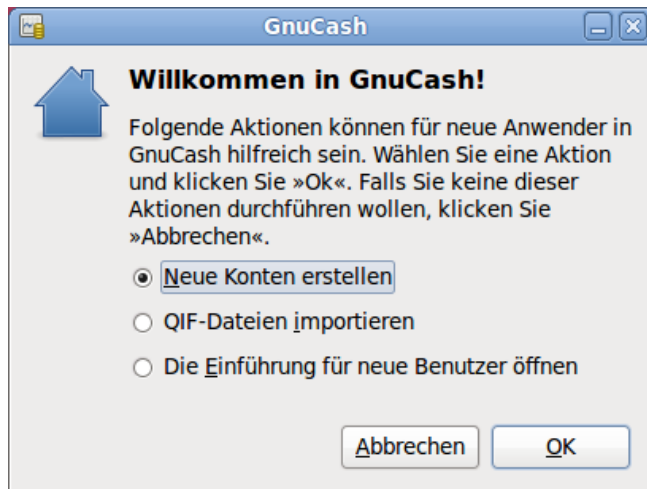 GnuCash
Willkommen in GnuCash!
Folgende Aktionen können für neue Anwender in
GnuCash hilfreich sein. Wählen Sie eine Aktion
und klicken Sie »Ok«. Falls Sie keine dieser
Aktionen durchführen wollen, klicken Sie
»Abbrechen«.
Neue Konten erstellen
QIF-Dateien importieren
Die Einführung für neue Benutzer öffnen
Abbrechen
OK